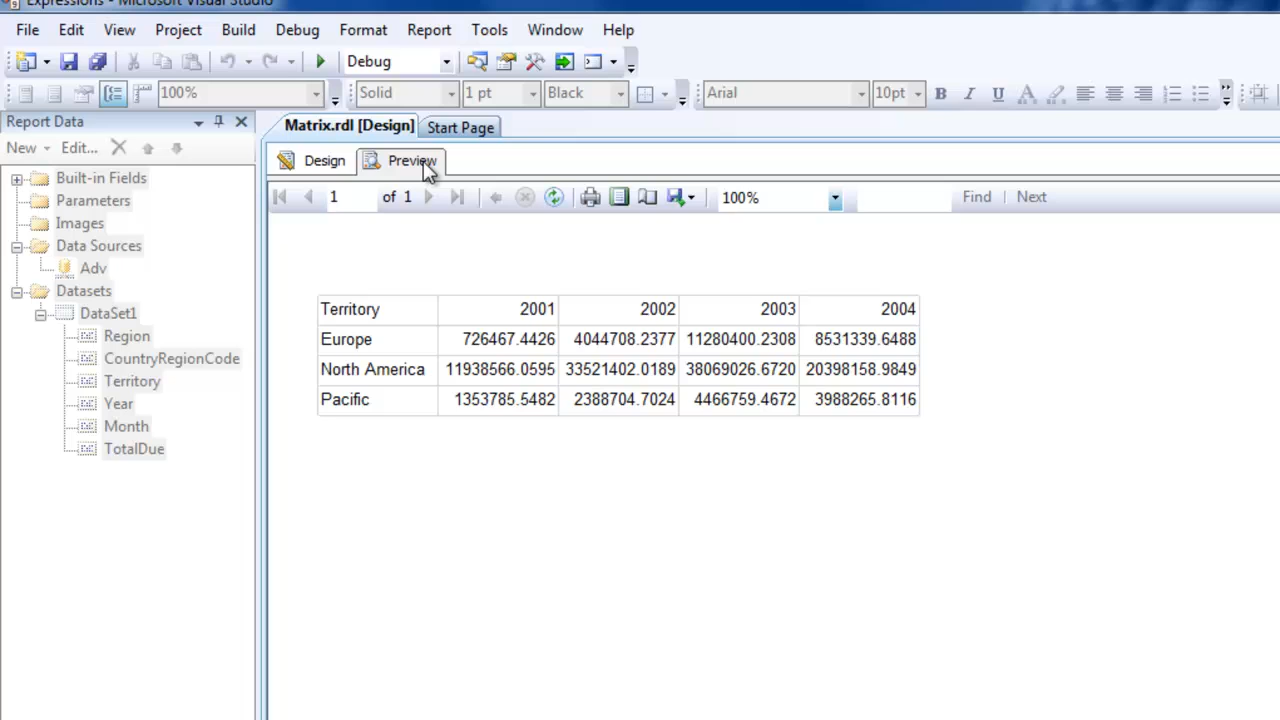 Expressions - Microsoft Visual Studio
File Edit View Project Build Debug Format Report Tools Window Help
Debug
100% Solid 1 pt Black Arial 10pt B I U A
Report Data
Matrix.rdl [Design] Start Page
New Edit...
Design Preview
1 of 1 100% Find Next
Built-in Fields
Parameters
Images
Data Sources
Adv
Datasets
DataSet1
Region
CountryRegionCode
Territory
Year
Month
TotalDue
Territory 2001 2002 2003 2004
Europe 726467.4426 4044708.2377 11280400.2308 8531339.6488
North America 11938566.0595 33521402.0189 38069026.6720 20398158.9849
Pacific 1353785.5482 2388704.7024 4466759.4672 3988265.8116